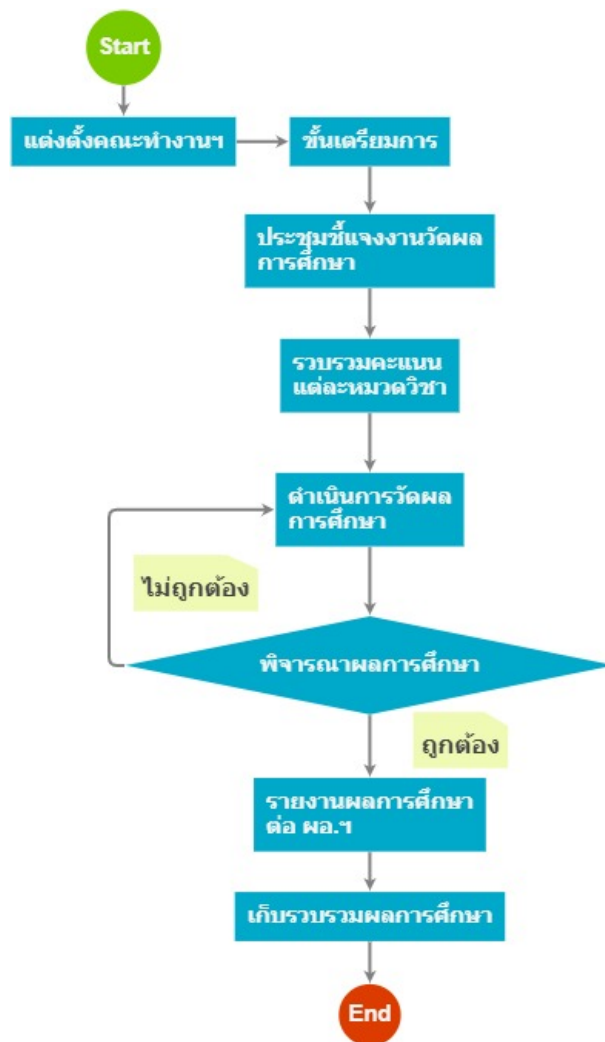 Start
แต่งตั้งคณะทำงานฯ
ขั้นเตรียมการ
ประชุมชี้แจงงานวัดผล
การศึกษา
รวบรวมคะแนน
แต่ละหมวดวิชา
ดำเนินการวัดผล
การศึกษา
ไม่ถูกต้อง
พิจารณาผลการศึกษา
ถูกต้อง
รายงานผลการศึกษา
ต่อ ผอ.ฯ
เก็บรวบรวมผลการศึกษา
End